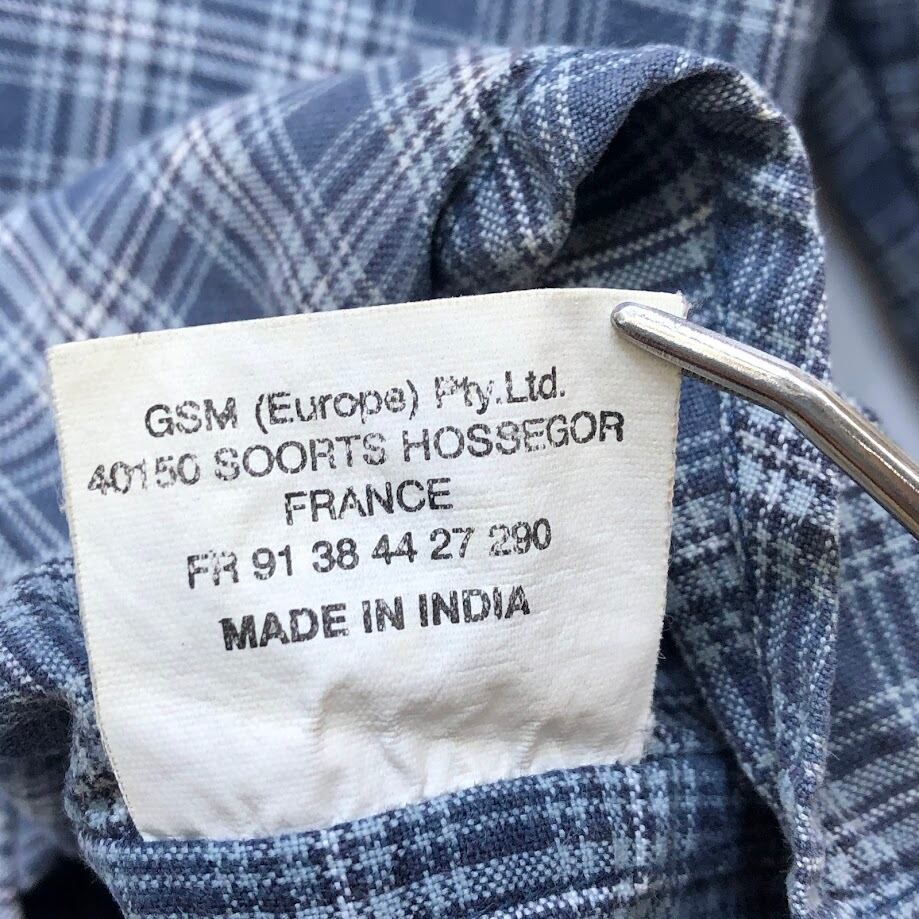 GSM (Europe) Pty.Ltd.
40150 SOORTS HOSSEGOR
FRANCE
FR 91 38 44 27 290
MADE IN INDIA